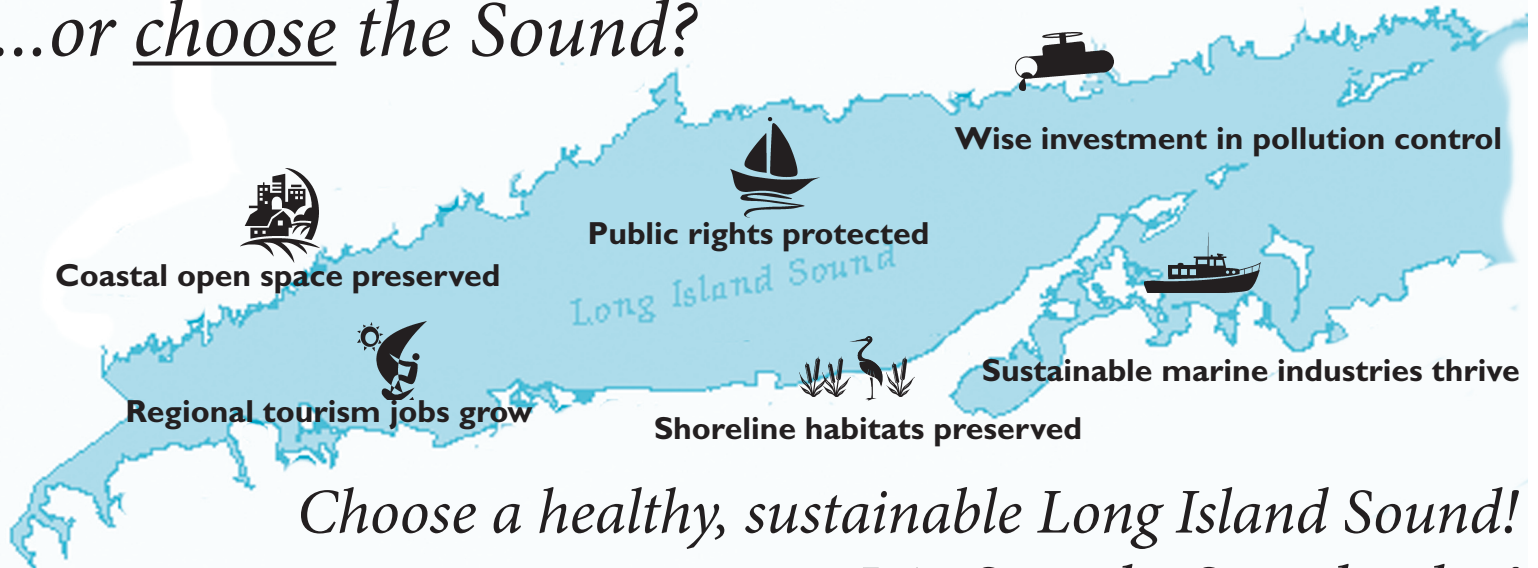 ...or choose the Sound?
Wise investment in pollution control
Public rights protected
Coastal open space preserved
Long Island Sound
Sustainable marine industries thrive
Regional tourism jobs grow
Shoreline habitats preserved
Choose a healthy, sustainable Long Island Sound!